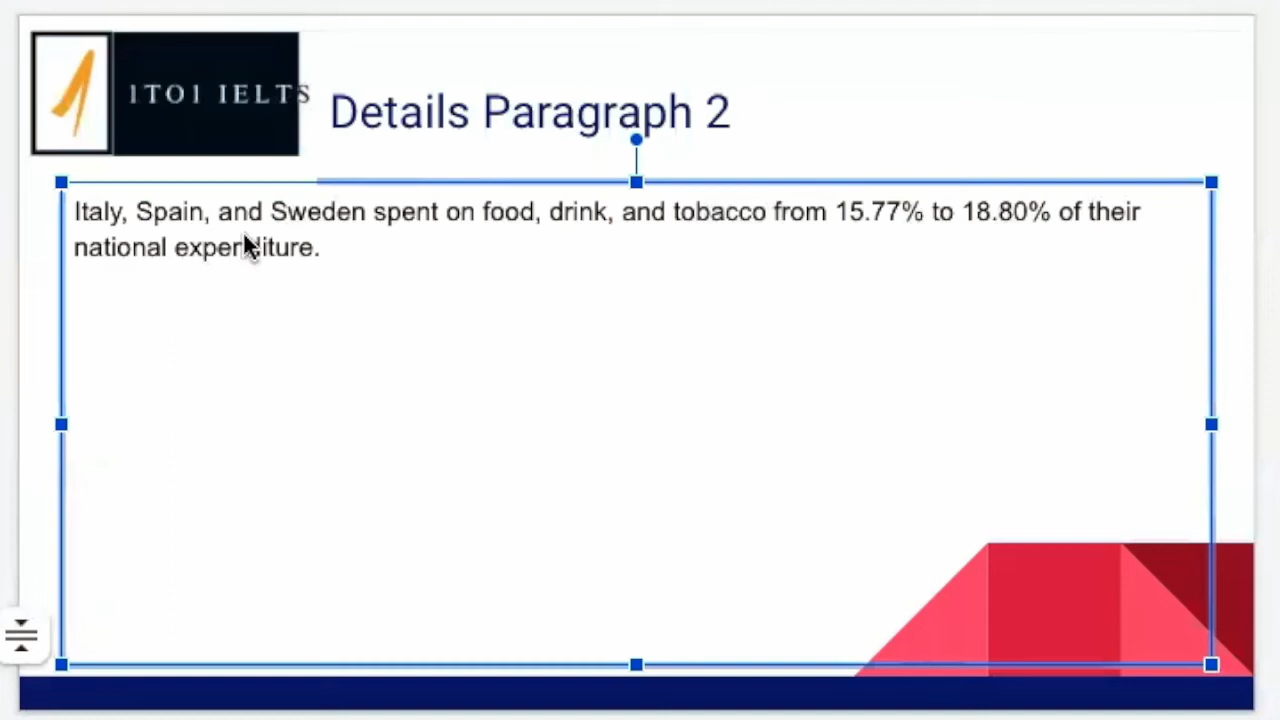 1TO1 IELTS
Details Paragraph 2
Italy, Spain, and Sweden spent on food, drink, and tobacco from 15.77% to 18.80% of their
national expenditure.